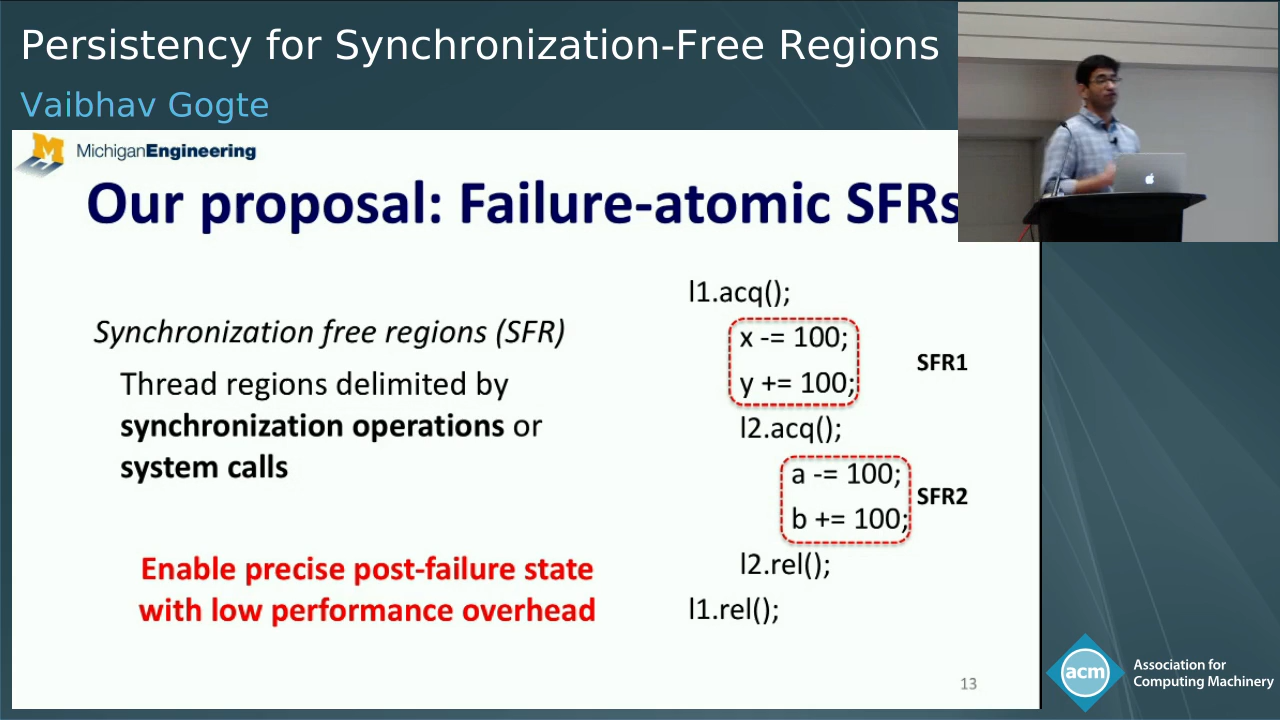 Persistency for Synchronization-Free Regions
Vaibhav Gogte
M MichiganEngineering
Our proposal: Failure-atomic SFRs
Synchronization free regions (SFR)
Thread regions delimited by
synchronization operations or
system calls
Enable precise post-failure state
with low performance overhead
l1.acq();
x -= 100;
y += 100;
SFR1
l2.acq();
a -= 100;
b += 100;
SFR2
l2.rel();
l1.rel();
13
acm
Association for
Computing Machinery